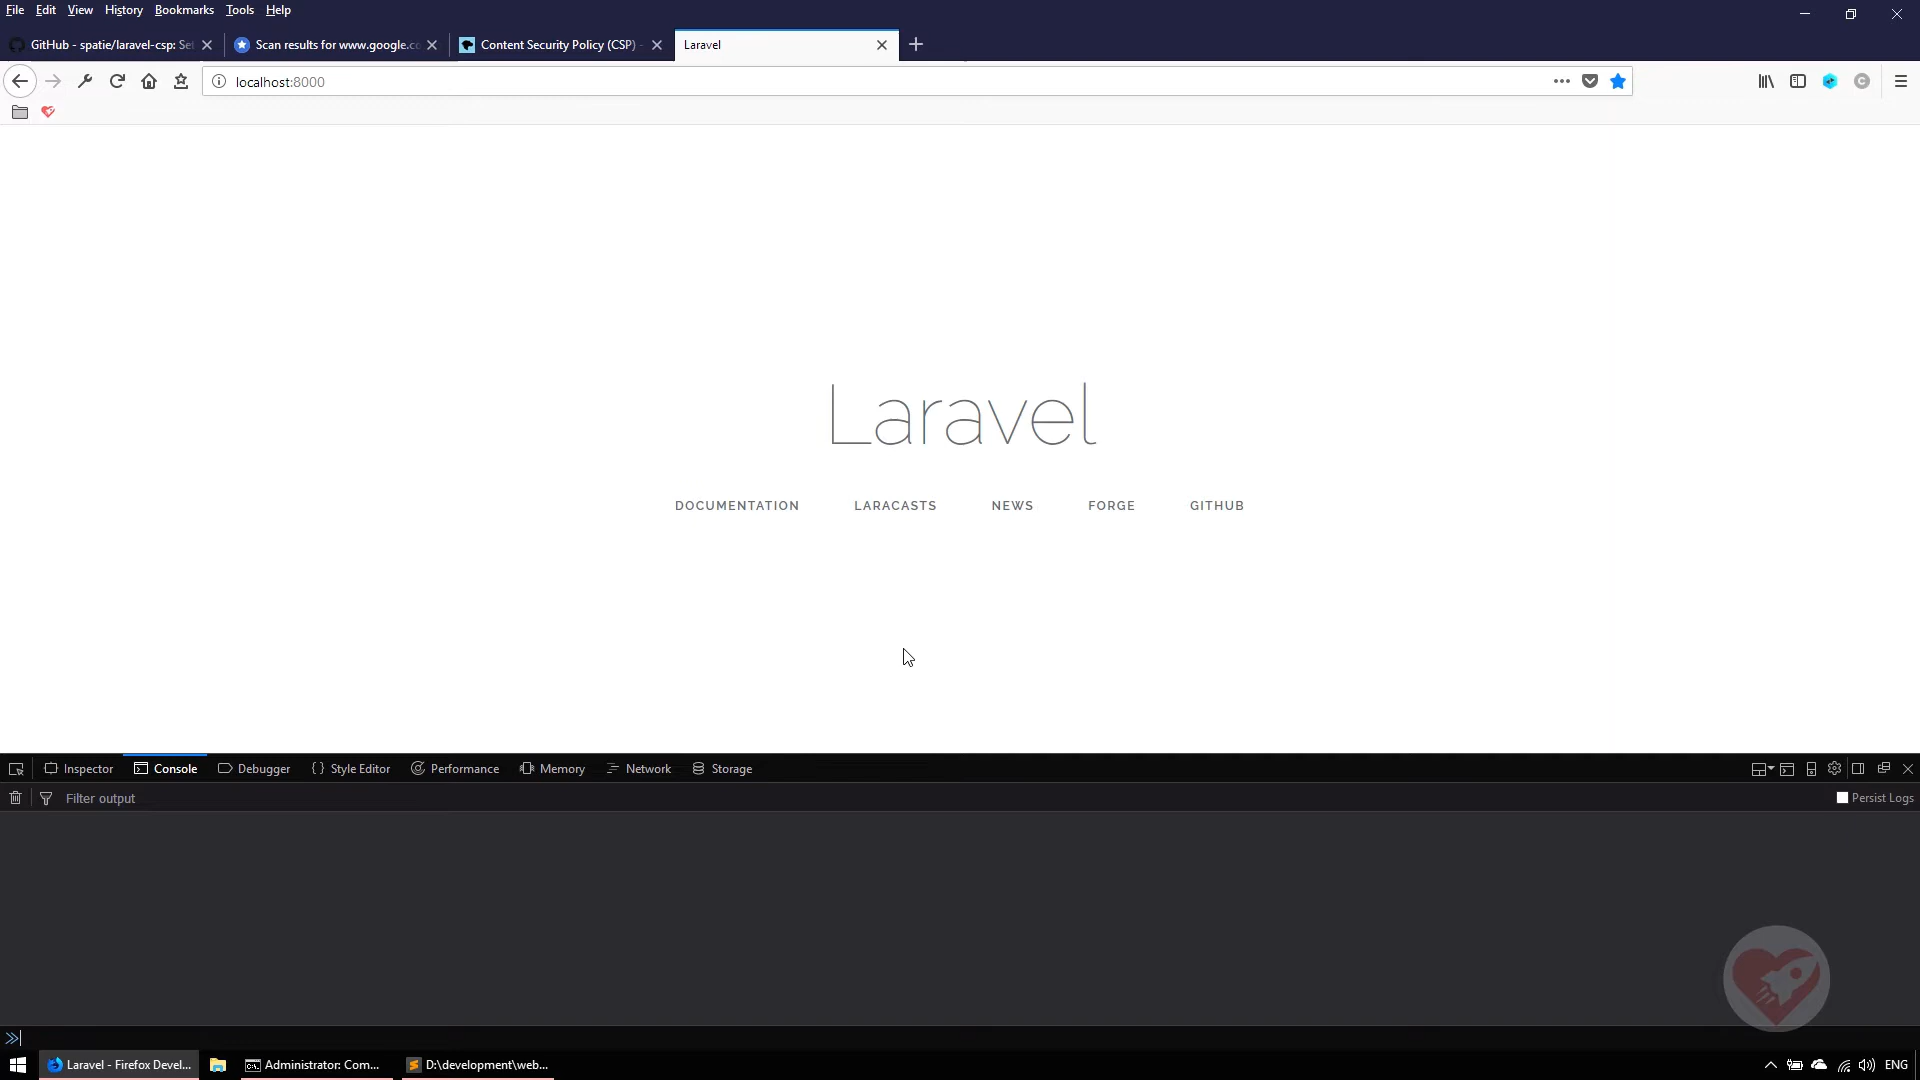 File Edit View History Bookmarks Tools Help
GitHub - spatie/laravel-csp: Set Scan results for www.google.co Content Security Policy (CSP) - Laravel
localhost:8000
Laravel
DOCUMENTATION LARACASTS NEWS FORGE GITHUB
Inspector Console Debugger Style Editor Performance Memory Network Storage
Filter output Persist Logs
Laravel - Firefox Devel... Administrator: Com... D:\development\web... ENG